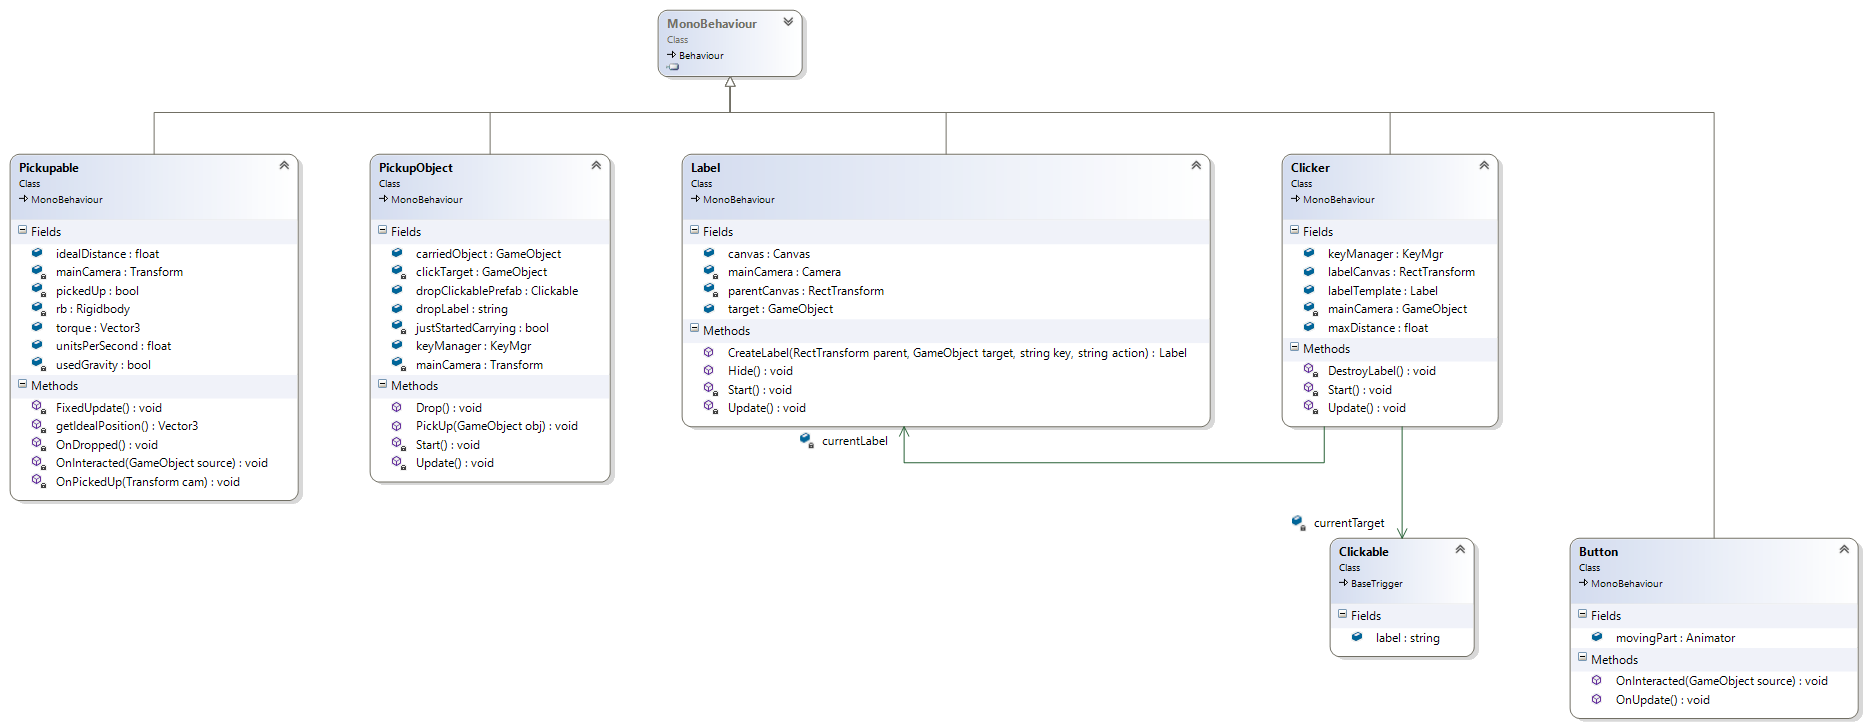 MonoBehaviour
Class
Behaviour
Pickupable
Class
MonoBehaviour
Fields
idealDistance : float
mainCamera : Transform
pickedUp : bool
rb : Rigidbody
torque : Vector3
unitsPerSecond : float
usedGravity : bool
Methods
FixedUpdate() : void
getIdealPosition() : Vector3
OnDropped() : void
OnInteracted(GameObject source) : void
OnPickedUp(Transform cam) : void
PickupObject
Class
MonoBehaviour
Fields
carriedObject : GameObject
clickTarget : GameObject
dropClickablePrefab : Clickable
dropLabel : string
justStartedCarrying : bool
keyManager : KeyMgr
mainCamera : Transform
Methods
Drop() : void
PickUp(GameObject obj) : void
Start() : void
Update() : void
Label
Class
MonoBehaviour
Fields
canvas : Canvas
mainCamera : Camera
parentCanvas : RectTransform
target : GameObject
Methods
CreateLabel(RectTransform parent, GameObject target, string key, string action) : Label
Hide() : void
Start() : void
Update() : void
Clicker
Class
MonoBehaviour
Fields
keyManager : KeyMgr
labelCanvas : RectTransform
labelTemplate : Label
mainCamera : GameObject
maxDistance : float
Methods
DestroyLabel() : void
Start() : void
Update() : void
currentLabel
currentTarget
Clickable
Class
BaseTrigger
Fields
label : string
Button
Class
MonoBehaviour
Fields
movingPart : Animator
Methods
OnInteracted(GameObject source) : void
OnUpdate() : void